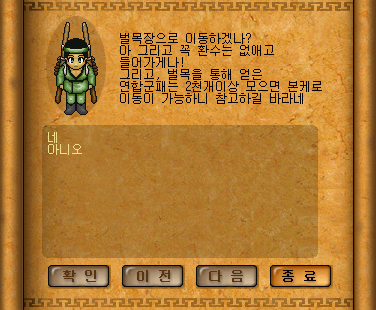 벌목장으로 이동하겠나?
아 그리고 꼭 환수는 없애고
들어가게나!
그리고, 벌목을 통해 얻은
연합군패는 2천개이상 모으면 본케로
이동이 가능하니 참고하길 바라네
네
아니오
확 인 이 전 다 음 종 료